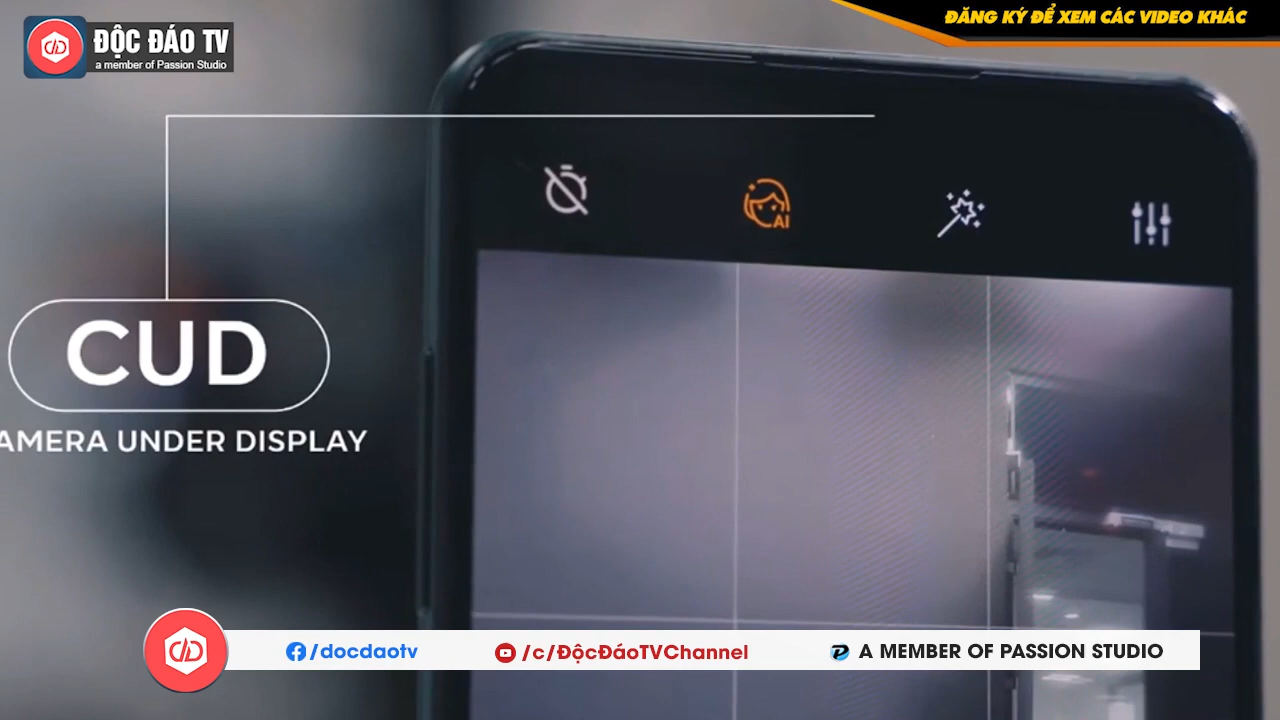 ĐỘC ĐÁO TV
a member of Passion Studio
ĐĂNG KÝ ĐỂ XEM CÁC VIDEO KHÁC
AI
CUD
AMERA UNDER DISPLAY
/docdaotv
/c/ĐộcĐáoTVChannel
A MEMBER OF PASSION STUDIO